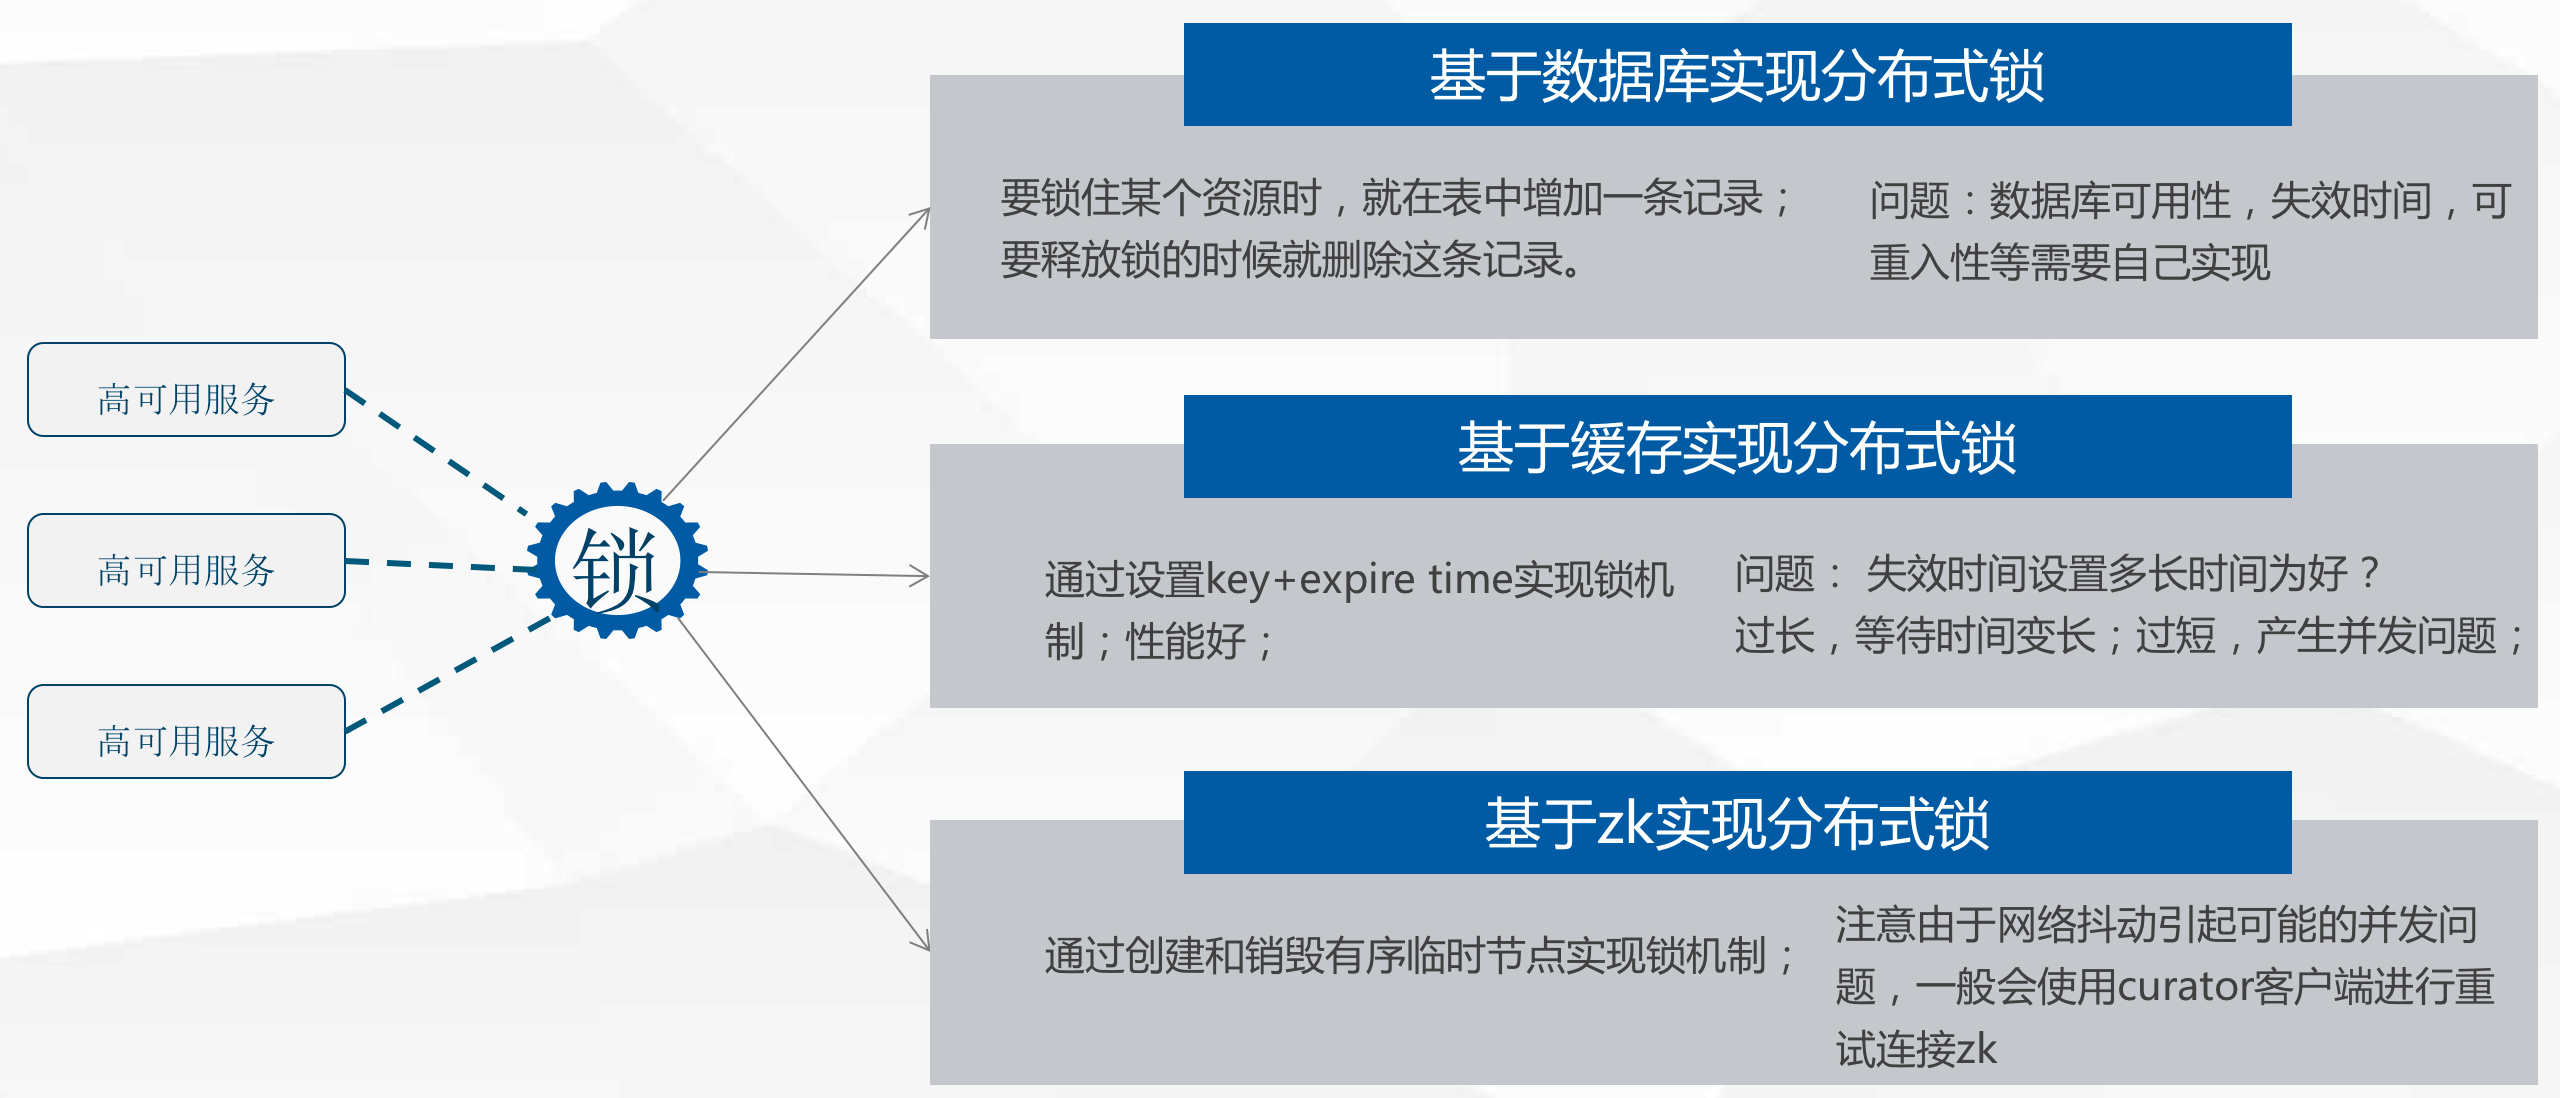 高可用服务
高可用服务
高可用服务
锁
基于数据库实现分布式锁
要锁住某个资源时，就在表中增加一条记录；
要释放锁的时候就删除这条记录。
问题：数据库可用性，失效时间，可
重入性等需要自己实现
基于缓存实现分布式锁
通过设置key+expire time实现锁机
制；性能好；
问题： 失效时间设置多长时间为好？
过长，等待时间变长；过短，产生并发问题；
基于zk实现分布式锁
通过创建和销毁有序临时节点实现锁机制；
注意由于网络抖动引起可能的并发问
题，一般会使用curator客户端进行重
试连接zk